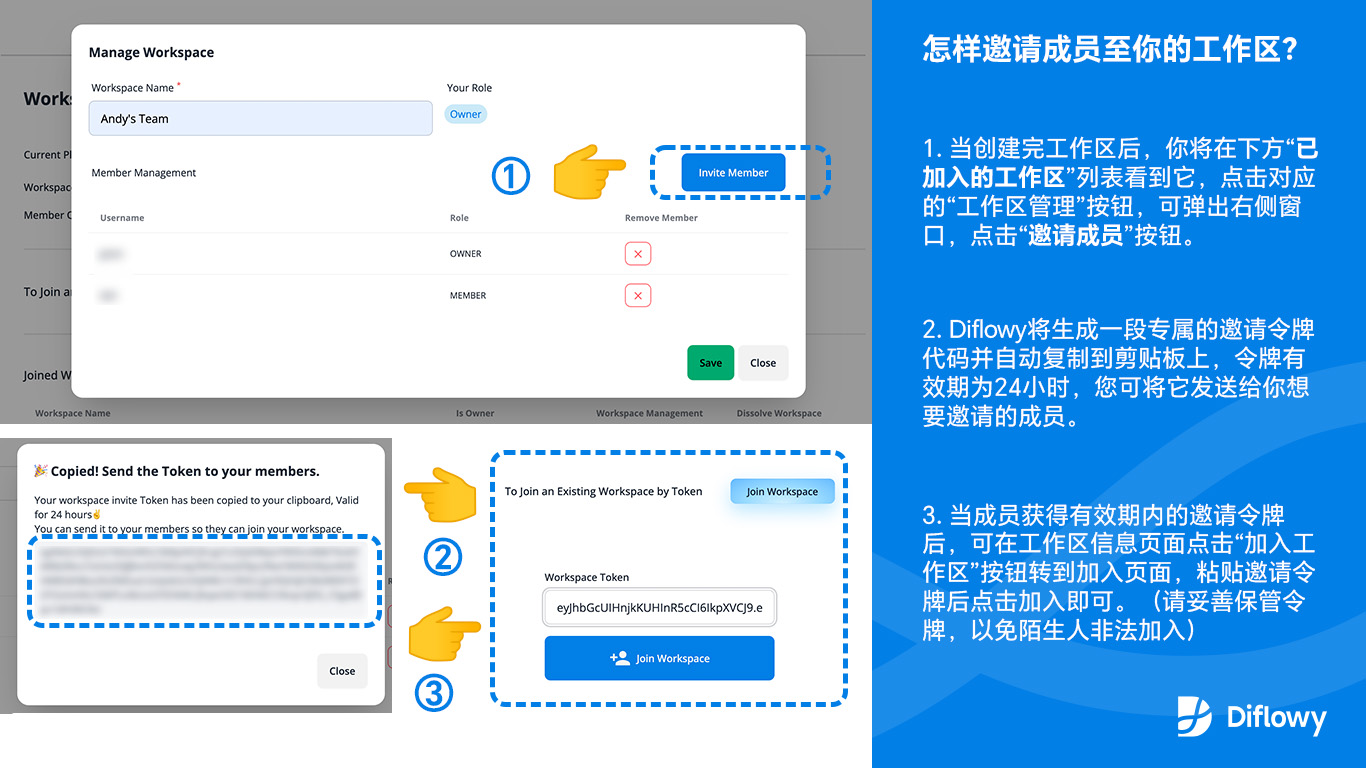 Manage Workspace
Workspace Name *
Your Role
Andy's Team
Owner
Member Management
①
Invite Member
Username
Role
Remove Member
OWNER
MEMBER
Save
Close
Work
Current Pl
Workspac
Member C
To Join a
Joined W
Workspace Name
Is Owner
Workspace Management
Dissolve Workspace
🎉 Copied! Send the Token to your members.
Your workspace invite Token has been copied to your clipboard, Valid
for 24 hours✌
You can send it to your members so they can join your workspace.
Close
②
③
To Join an Existing Workspace by Token
Join Workspace
Workspace Token
eyJhbGcUIHnjkKUHInR5cCI6IkpXVCJ9.e
Join Workspace
怎样邀请成员至你的工作区?
1. 当创建完工作区后，你将在下方“已
加入的工作区”列表看到它，点击对应
的“工作区管理”按钮，可弹出右侧窗
口，点击“邀请成员”按钮。
2. Diflowy将生成一段专属的邀请令牌
代码并自动复制到剪贴板上，令牌有
效期为24小时，您可将它发送给你想
要邀请的成员。
3. 当成员获得有效期内的邀请令牌
后，可在工作区信息页面点击“加入工
作区”按钮转到加入页面，粘贴邀请令
牌后点击加入即可。（请妥善保管令
牌，以免陌生人非法加入）
Diflowy